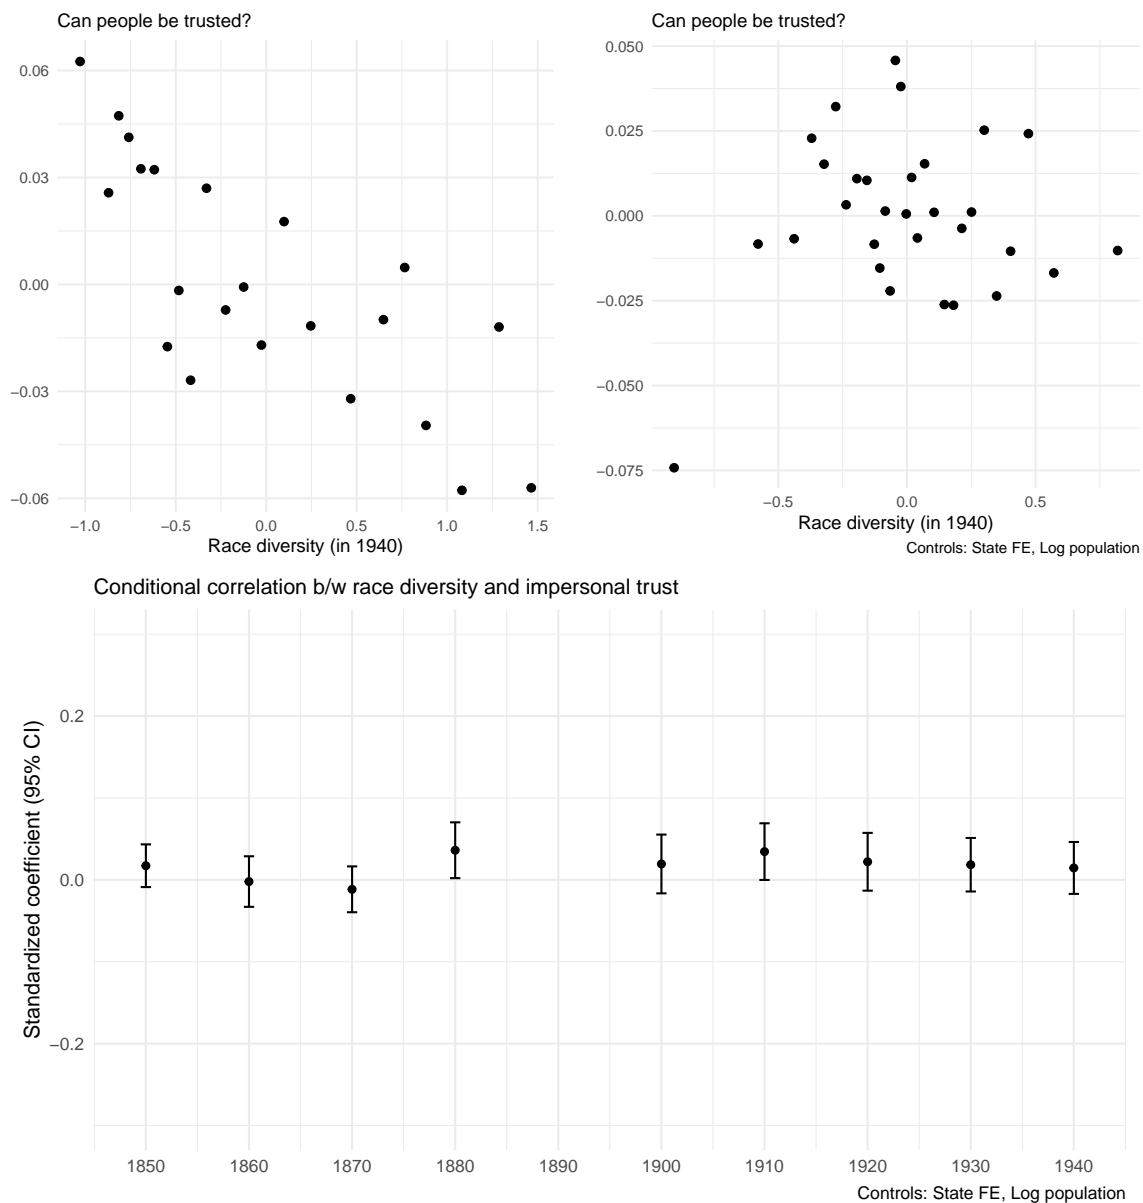 Can people be trusted?
0.06
0.03
0.00
−0.03
−0.06
−1.0 −0.5 0.0 0.5 1.0 1.5
Race diversity (in 1940)
Can people be trusted?
0.050
0.025
0.000
−0.025
−0.050
−0.075
−0.5 0.0 0.5
Race diversity (in 1940)
Controls: State FE, Log population
Conditional correlation b/w race diversity and impersonal trust
Standardized coefficient (95% CI)
0.2
0.0
−0.2
1850 1860 1870 1880 1890 1900 1910 1920 1930 1940
Controls: State FE, Log population